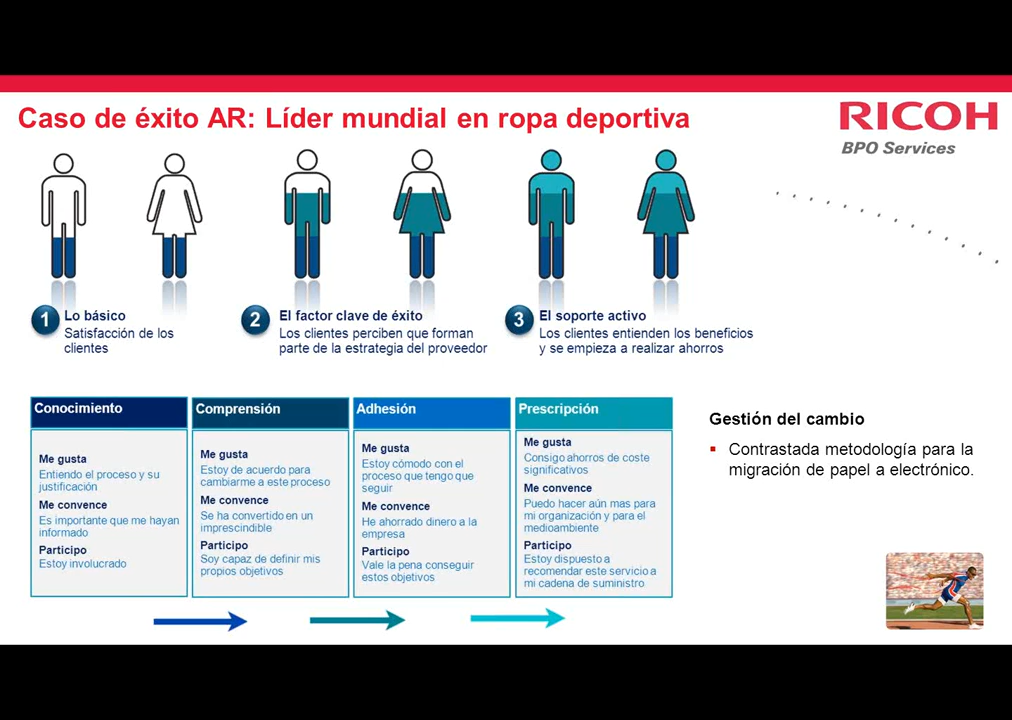 Caso de éxito AR: Líder mundial en ropa deportiva
RICOH
BPO Services
1 Lo básico
Satisfacción de los
clientes
2 El factor clave de éxito
Los clientes perciben que forman
parte de la estrategia del proveedor
3 El soporte activo
Los clientes entienden los beneficios
y se empieza a realizar ahorros
Conocimiento
Me gusta
Entiendo el proceso y su
justificación
Me convence
Es importante que me hayan
informado
Participo
Estoy involucrado
Comprensión
Me gusta
Estoy de acuerdo para
cambiarme a este proceso
Me convence
Se ha convertido en un
imprescindible
Participo
Soy capaz de definir mis
propios objetivos
Adhesión
Me gusta
Estoy cómodo con el
proceso que tengo que
seguir
Me convence
He ahorrado dinero a la
empresa
Participo
Vale la pena conseguir
estos objetivos
Prescripción
Me gusta
Consigo ahorros de coste
significativos
Me convence
Puedo hacer aún mas para
mi organización y para el
medioambiente
Participo
Estoy dispuesto a
recomendar este servicio a
mi cadena de suministro
Gestión del cambio
Contrastada metodología para la
migración de papel a electrónico.